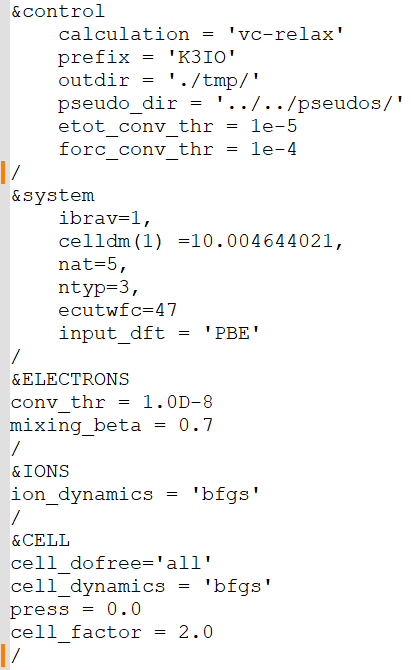 &control
    calculation = 'vc-relax'
    prefix = 'K3IO'
    outdir = './tmp/'
    pseudo_dir = '../../pseudos/'
    etot_conv_thr = 1e-5
    forc_conv_thr = 1e-4
/
&system
    ibrav=1,
    celldm(1) =10.004644021,
    nat=5,
    ntyp=3,
    ecutwfc=47
    input_dft = 'PBE'
/
&ELECTRONS
conv_thr = 1.0D-8
mixing_beta = 0.7
/
&IONS
ion_dynamics = 'bfgs'
/
&CELL
cell_dofree='all'
cell_dynamics = 'bfgs'
press = 0.0
cell_factor = 2.0
/